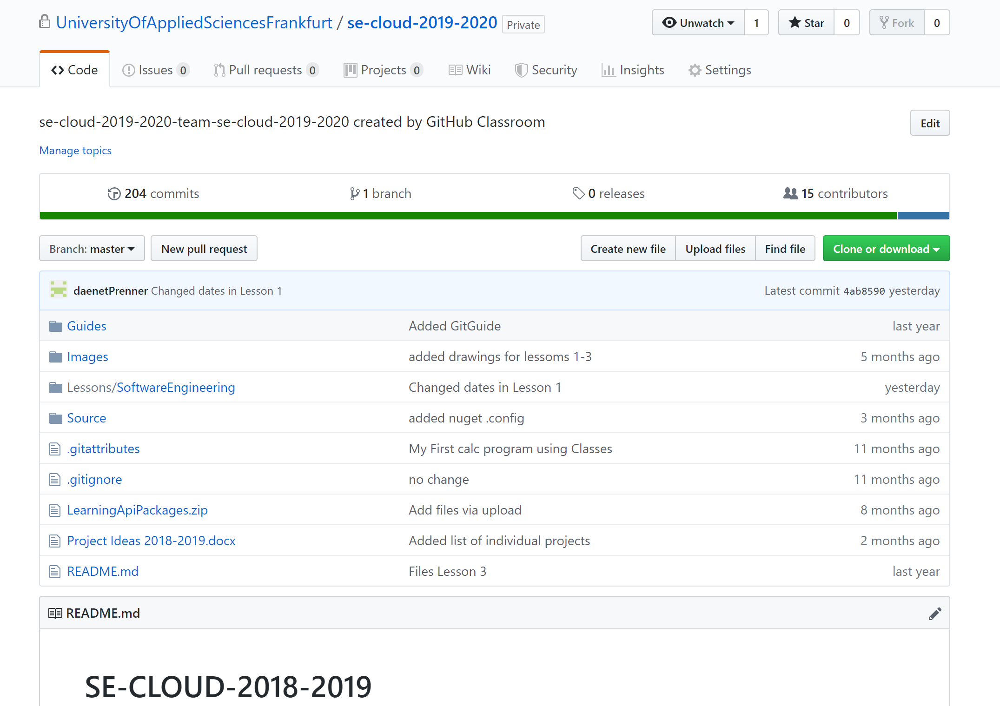 UniversityOfAppliedSciencesFrankfurt / se-cloud-2019-2020 Private Unwatch 1 Star 0 Fork 0
Code Issues 0 Pull requests 0 Projects 0 Wiki Security Insights Settings
se-cloud-2019-2020-team-se-cloud-2019-2020 created by GitHub Classroom Edit
Manage topics
204 commits 1 branch 0 releases 15 contributors
Branch: master New pull request Create new file Upload files Find file Clone or download
daenetPrenner Changed dates in Lesson 1 Latest commit 4ab8590 yesterday
Guides Added GitGuide last year
Images added drawings for lessoms 1-3 5 months ago
Lessons/SoftwareEngineering Changed dates in Lesson 1 yesterday
Source added nuget .config 3 months ago
.gitattributes My First calc program using Classes 11 months ago
.gitignore no change 11 months ago
LearningApiPackages.zip Add files via upload 8 months ago
Project Ideas 2018-2019.docx Added list of individual projects 2 months ago
README.md Files Lesson 3 last year
README.md
SE-CLOUD-2018-2019